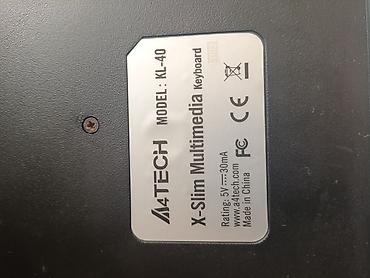 A4TECH MODEL: KL-40
X-Slim Multimedia Keyboard
FC CE
Rating: 5V 30mA
www.a4tech.com
Made in China